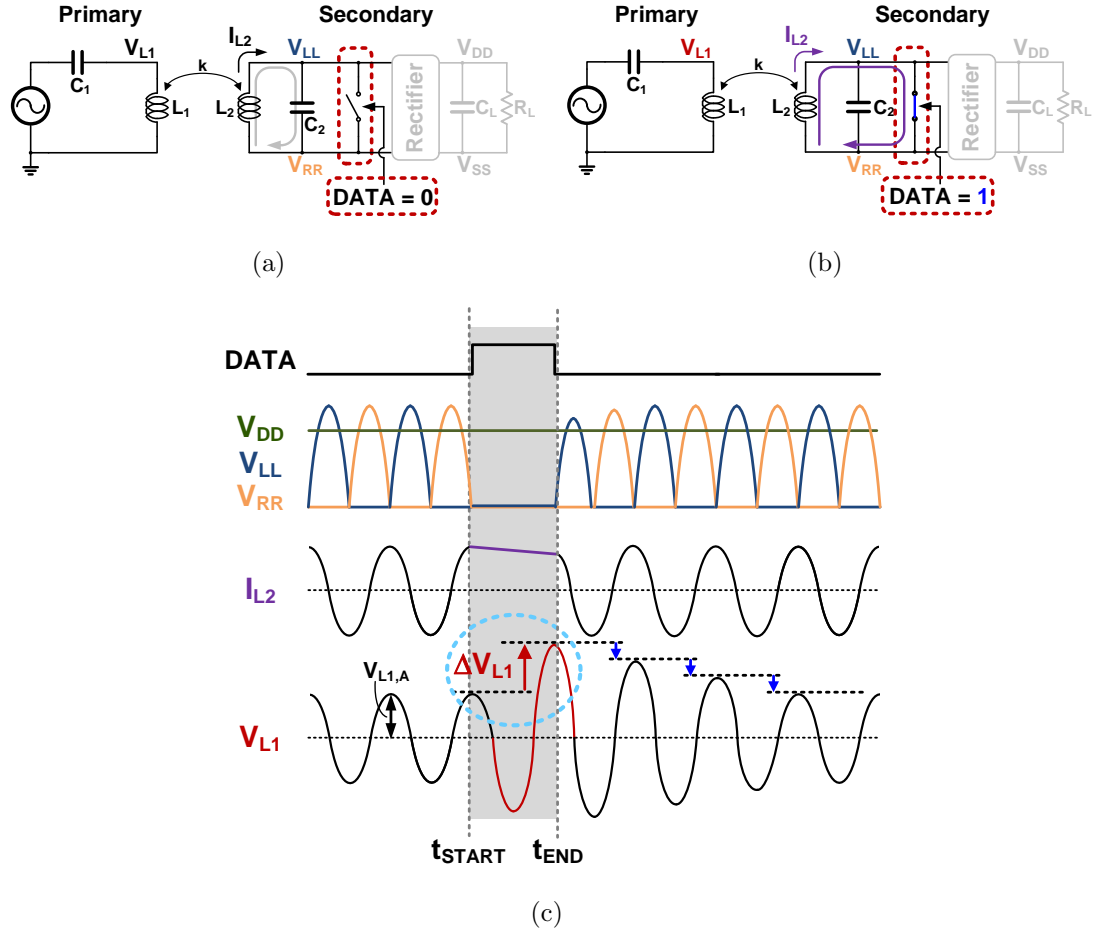 Primary Secondary
V_L1 I_L2 V_LL V_DD
k
C_1 L_1 L_2 C_2 Rectifier C_L R_L
V_RR V_SS
DATA = 0
(a)
Primary Secondary
V_L1 I_L2 V_LL V_DD
k
C_1 L_1 L_2 C_2 Rectifier C_L R_L
V_RR V_SS
DATA = 1
(b)
DATA
V_DD
V_LL
V_RR
I_L2
V_L1,A
ΔV_L1
V_L1
t_START t_END
(c)